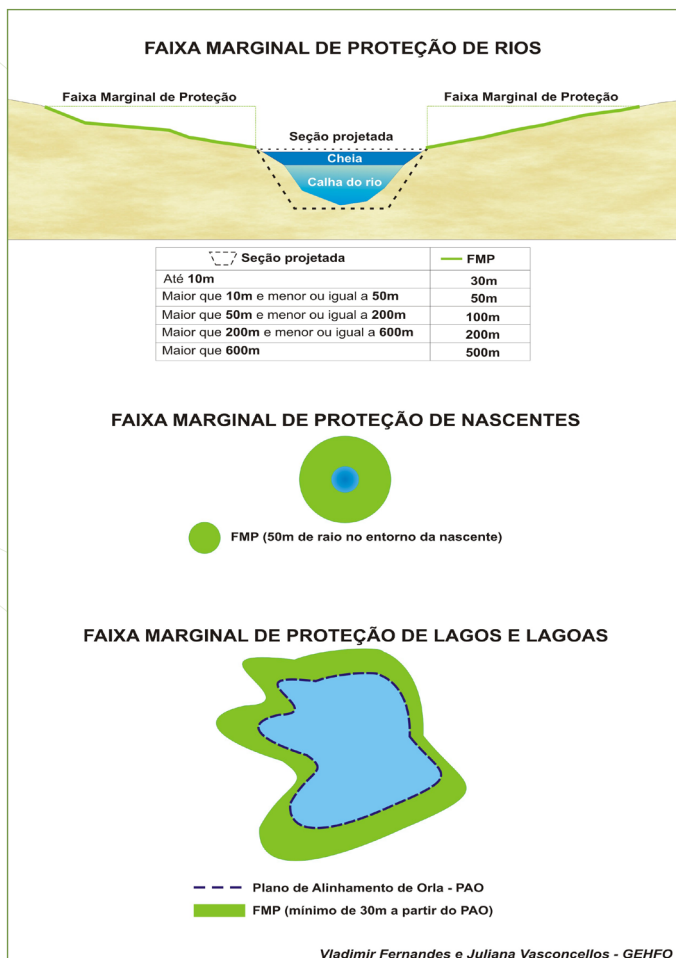 FAIXA MARGINAL DE PROTEÇÃO DE RIOS
Faixa Marginal de Proteção
Faixa Marginal de Proteção
Seção projetada
Cheia
Calha do rio
Seção projetada FMP
Até 10m 30m
Maior que 10m e menor ou igual a 50m 50m
Maior que 50m e menor ou igual a 200m 100m
Maior que 200m e menor ou igual a 600m 200m
Maior que 600m 500m
FAIXA MARGINAL DE PROTEÇÃO DE NASCENTES
FMP (50m de raio no entorno da nascente)
FAIXA MARGINAL DE PROTEÇÃO DE LAGOS E LAGOAS
Plano de Alinhamento de Orla - PAO
FMP (mínimo de 30m a partir do PAO)
Vladimir Fernandes e Juliana Vasconcellos - GEHFO